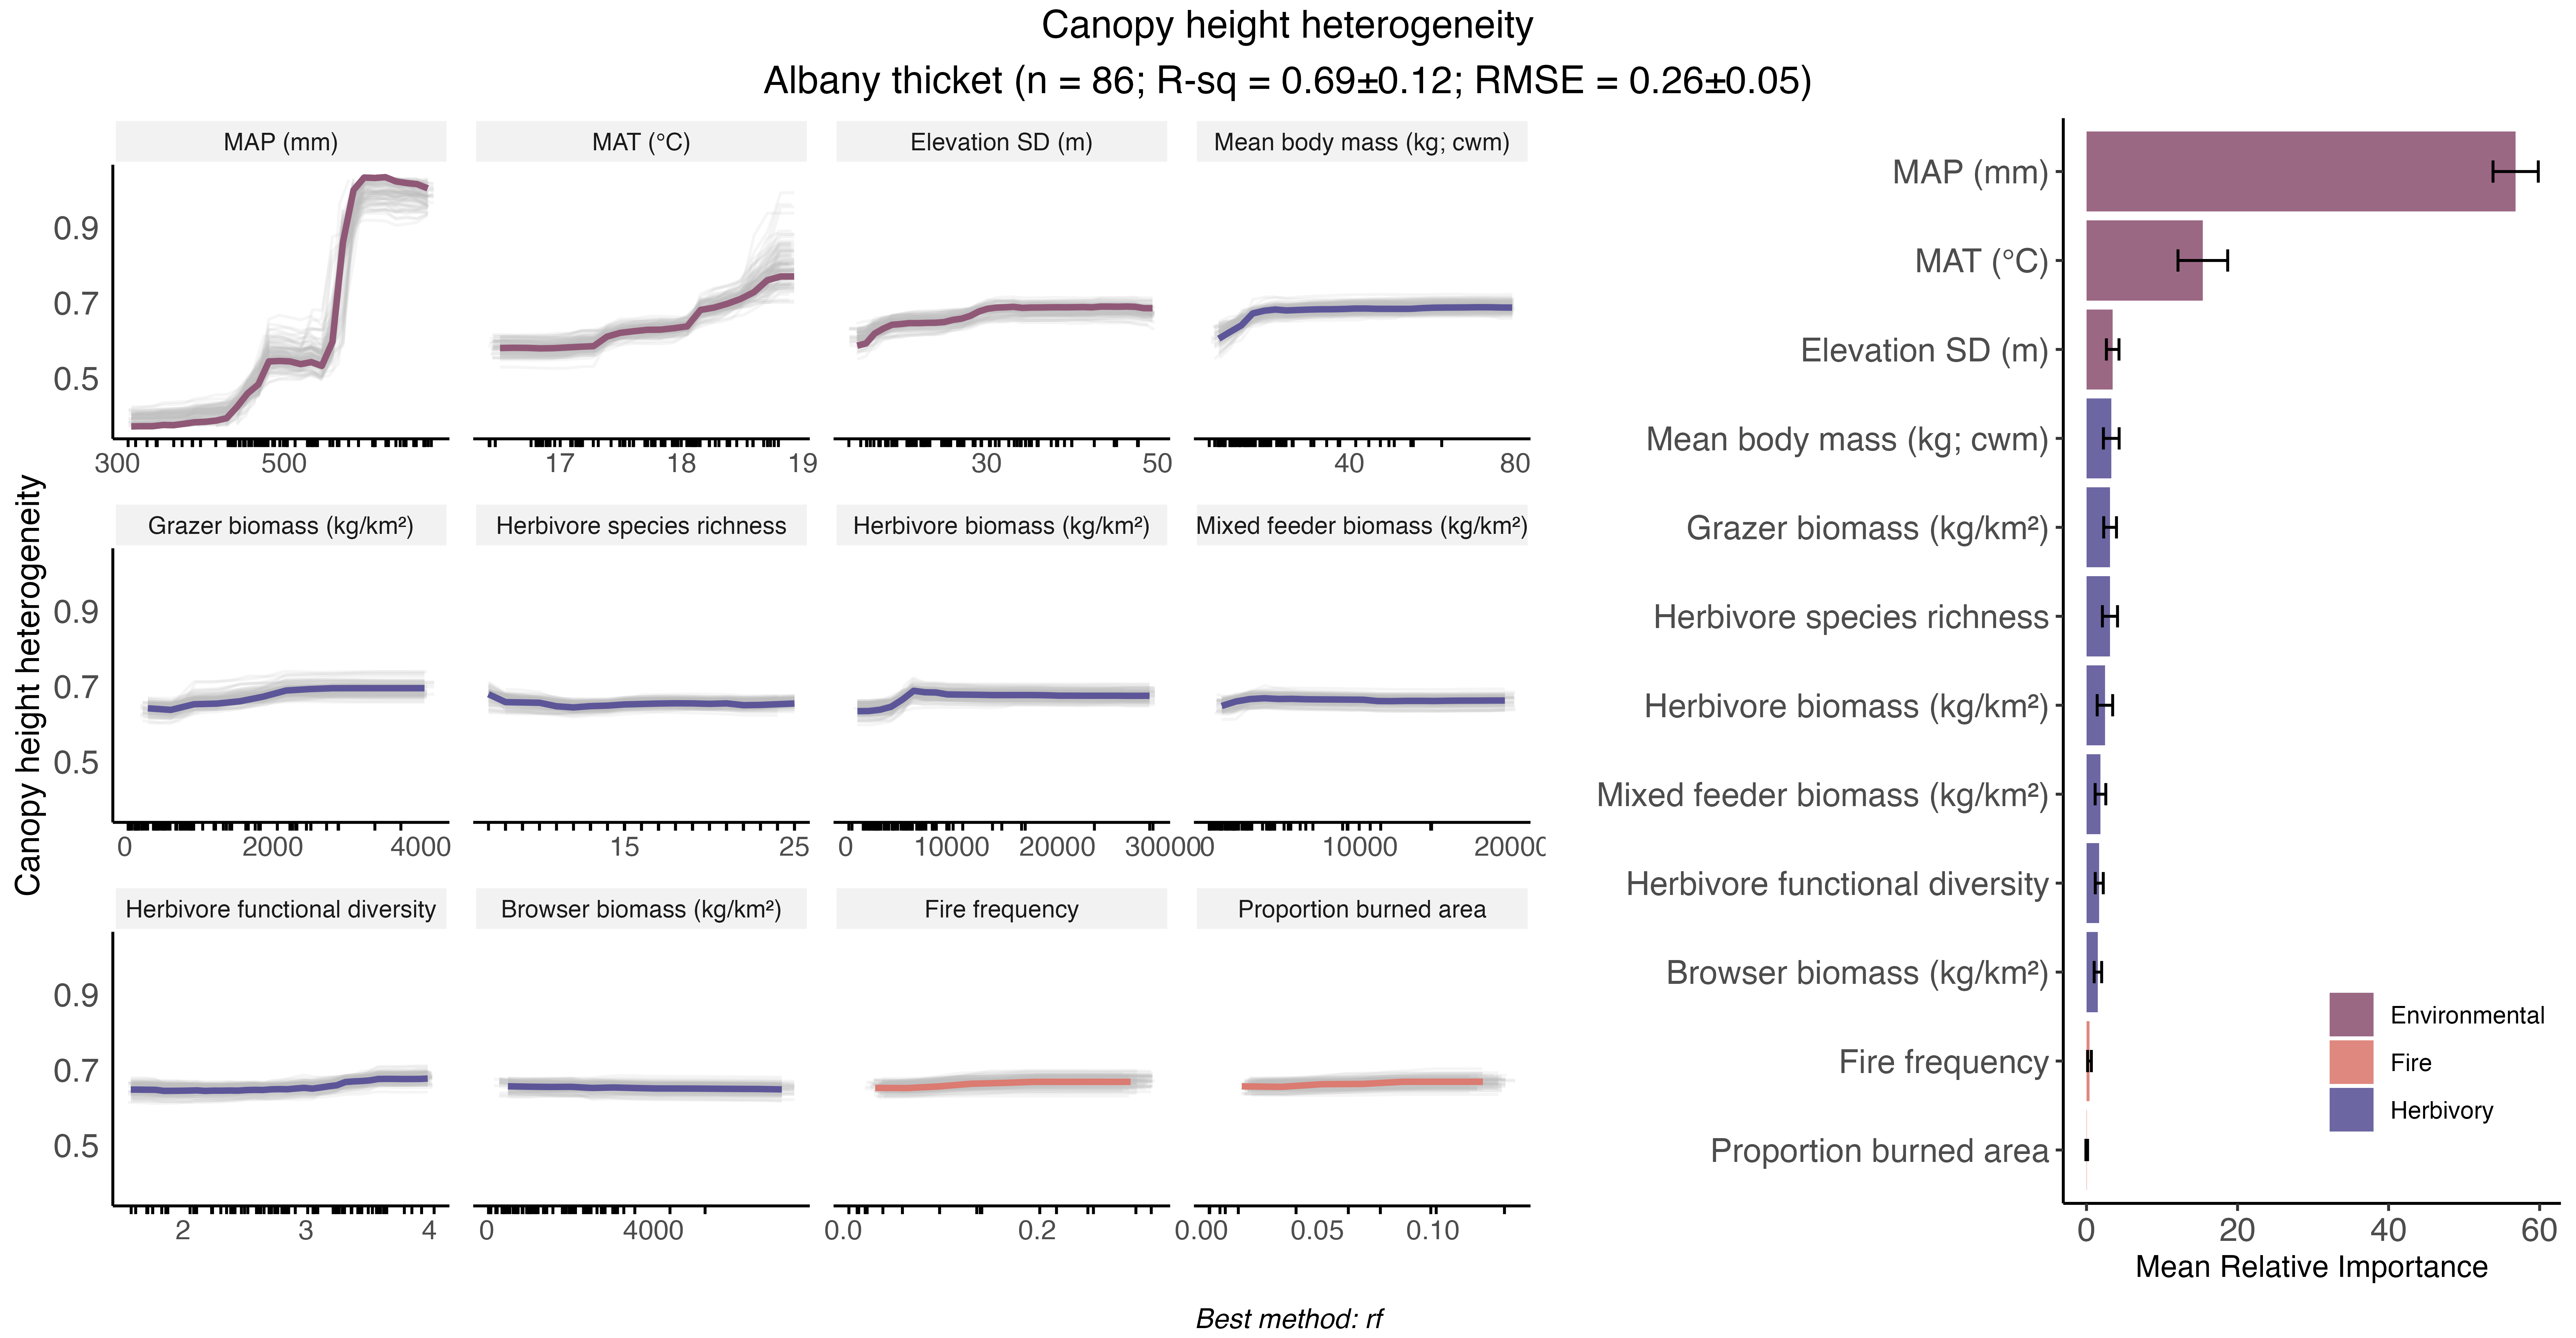 Canopy height heterogeneity
Albany thicket (n = 86; R-sq = 0.69±0.12; RMSE = 0.26±0.05)
Canopy height heterogeneity
MAP (mm)
MAT (°C)
Elevation SD (m)
Mean body mass (kg; cwm)
0.9
0.7
0.5
300 500
17 18 19
30 50
40 80
Grazer biomass (kg/km²)
Herbivore species richness
Herbivore biomass (kg/km²)
Mixed feeder biomass (kg/km²)
0.9
0.7
0.5
0 2000 4000
15 25
0 10000 20000 30000
0 10000 20000
Herbivore functional diversity
Browser biomass (kg/km²)
Fire frequency
Proportion burned area
0.9
0.7
0.5
2 3 4
0 4000
0.0 0.2
0.00 0.05 0.10
MAP (mm)
MAT (°C)
Elevation SD (m)
Mean body mass (kg; cwm)
Grazer biomass (kg/km²)
Herbivore species richness
Herbivore biomass (kg/km²)
Mixed feeder biomass (kg/km²)
Herbivore functional diversity
Browser biomass (kg/km²)
Fire frequency
Proportion burned area
Environmental
Fire
Herbivory
0 20 40 60
Mean Relative Importance
Best method: rf